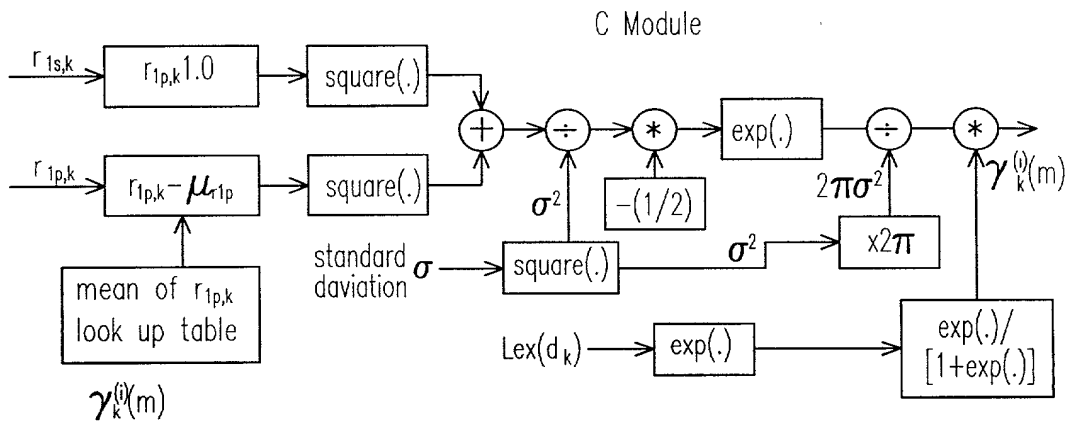 C Module
r1s,k
r1p,k 1.0
square(.)
+
÷
*
exp(.)
÷
*
γk(i)(m)
r1p,k
r1p,k − μr1p
square(.)
σ²
−(1/2)
2πσ²
mean of r1p,k
look up table
standard
daviation σ
square(.)
σ²
x2π
Lex(dk)
exp(.)
exp(.)/
[1+exp(.)]
γk(i)(m)